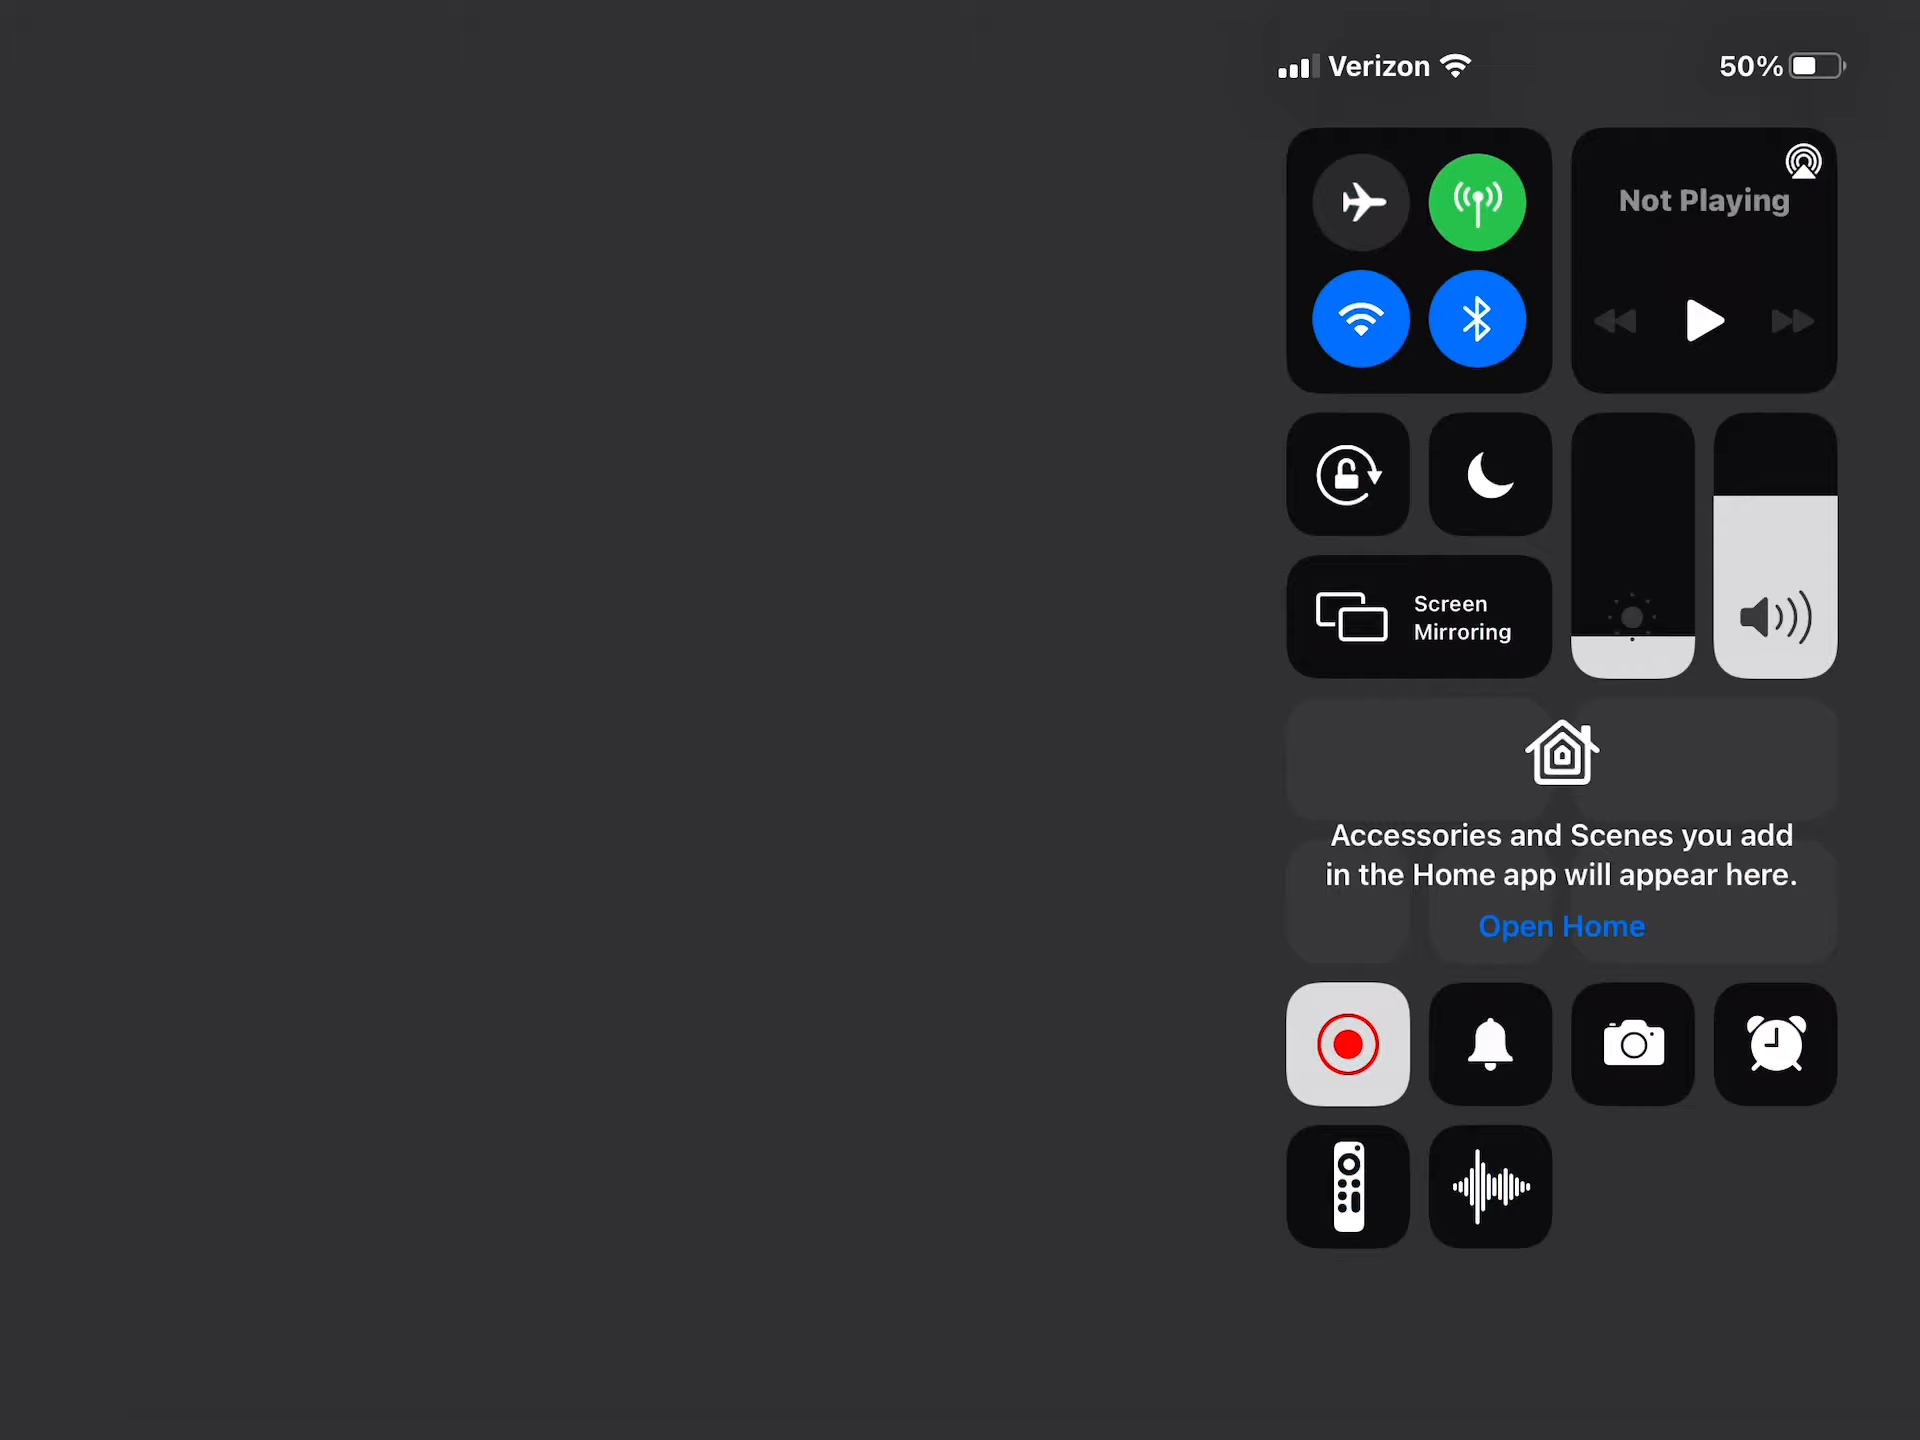 Verizon
50%
Not Playing
Screen
Mirroring
Accessories and Scenes you add
in the Home app will appear here.
Open Home